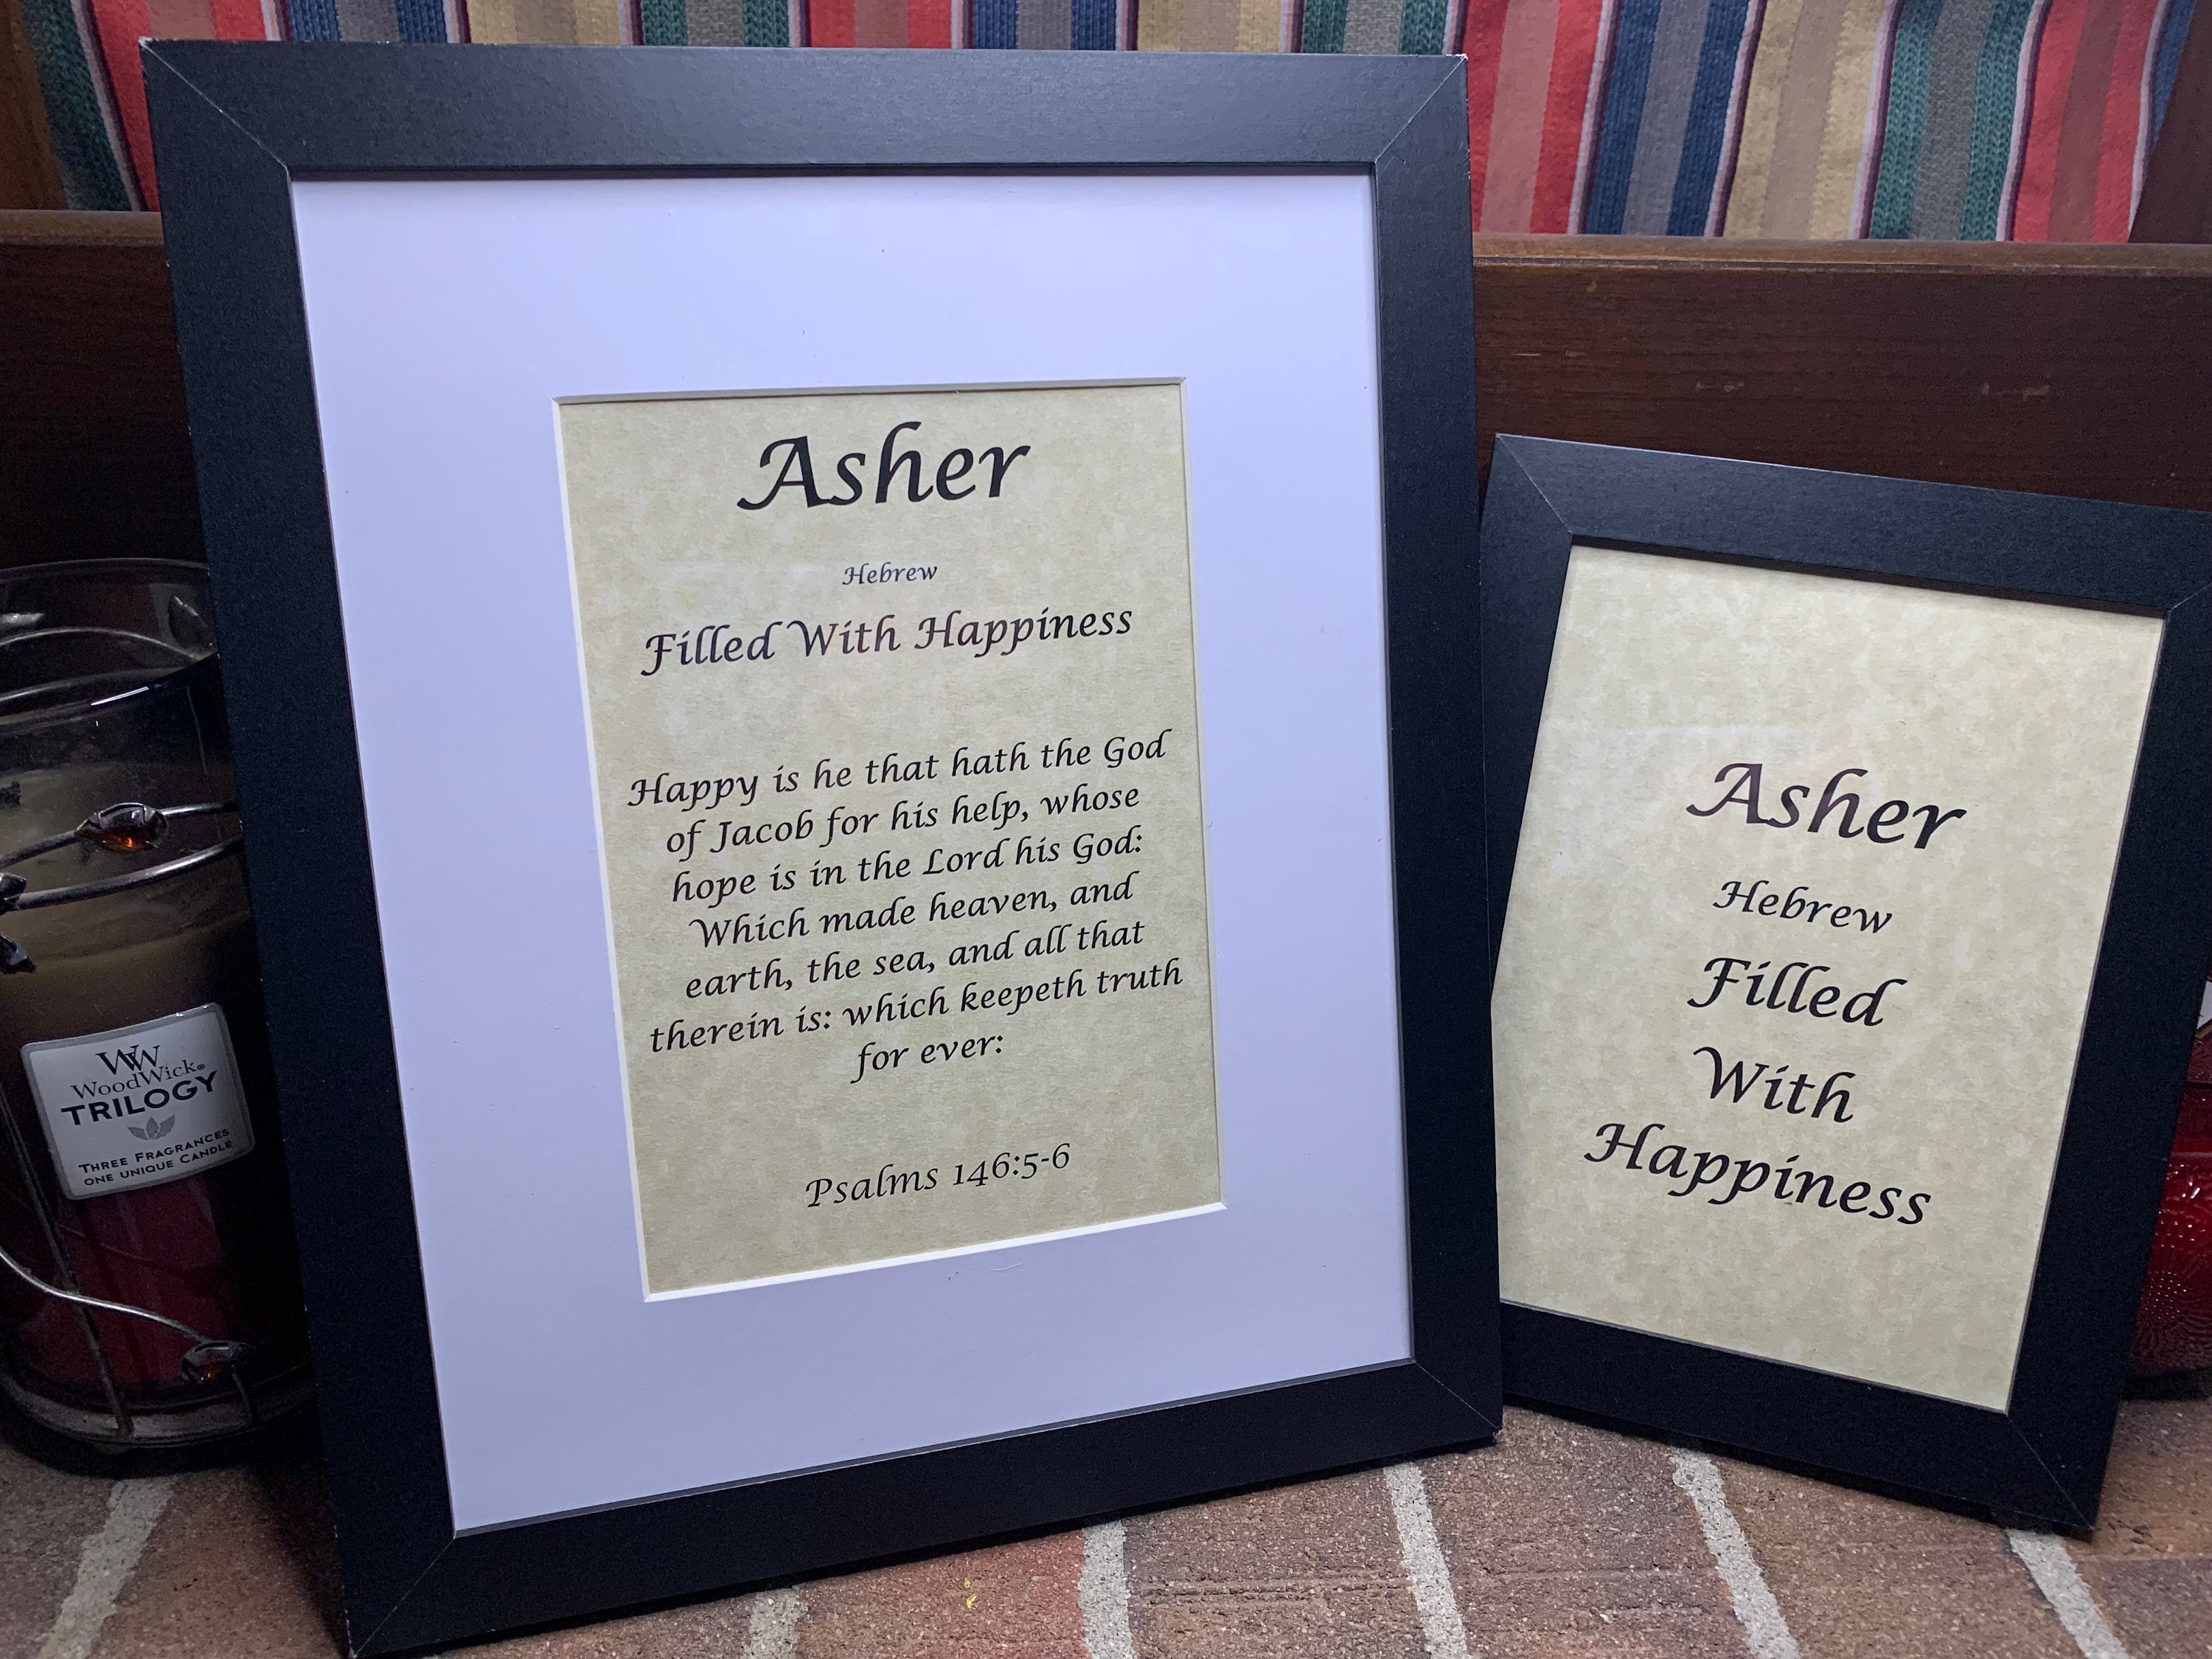 Asher
Hebrew
Filled With Happiness
Happy is he that hath the God
of Jacob for his help, whose
hope is in the Lord his God:
Which made heaven, and
earth, the sea, and all that
therein is: which keepeth truth
for ever:
Psalms 146:5-6
Asher
Hebrew
Filled
With
Happiness
WW
WoodWick®
TRILOGY
THREE FRAGRANCES
ONE UNIQUE CANDLE